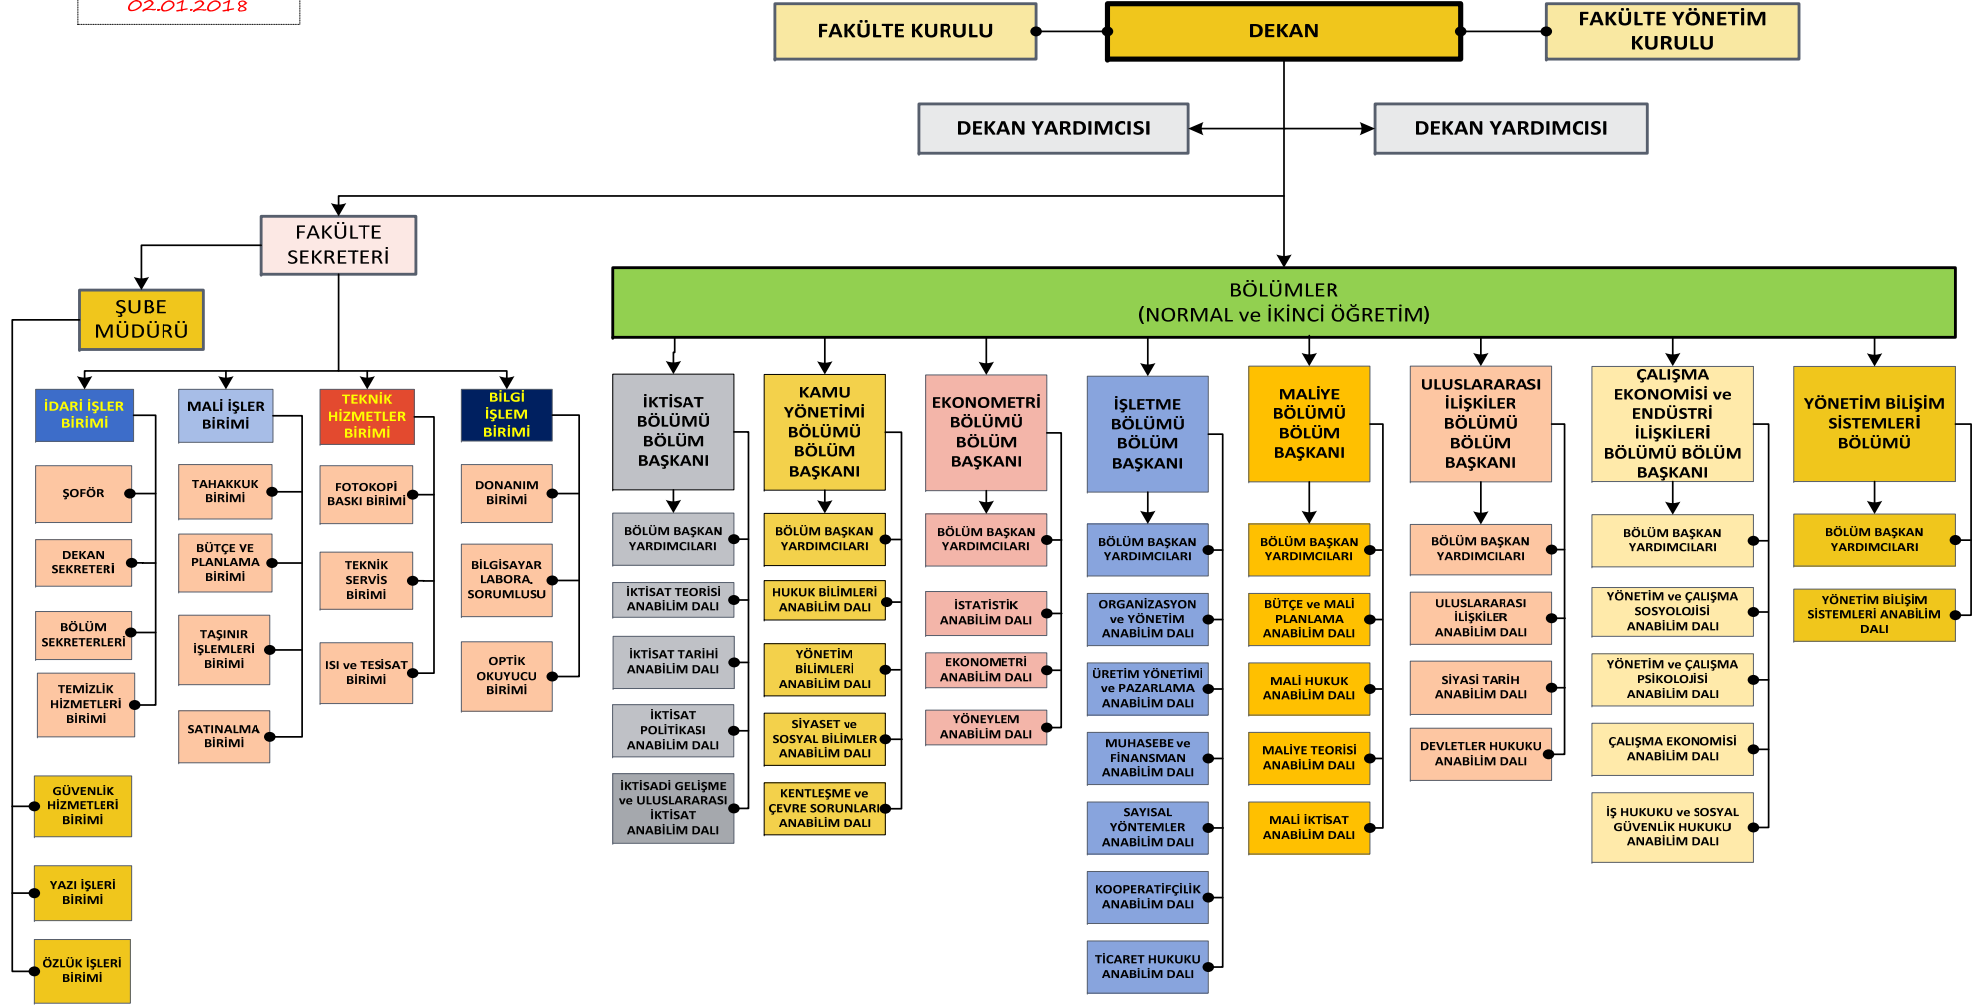 02.01.2018
FAKÜLTE KURULU
DEKAN
FAKÜLTE YÖNETİM
KURULU
DEKAN YARDIMCISI
DEKAN YARDIMCISI
FAKÜLTE
SEKRETERİ
ŞUBE
MÜDÜRÜ
BÖLÜMLER
(NORMAL ve İKİNCİ ÖĞRETİM)
İDARİ İŞLER
BİRİMİ
ŞOFÖR
DEKAN
SEKRETERİ
BÖLÜM
SEKRETERLERİ
TEMİZLİK
HİZMETLERİ
BİRİMİ
GÜVENLİK
HİZMETLERİ
BİRİMİ
YAZI İŞLERİ
BİRİMİ
ÖZLÜK İŞLERİ
BİRİMİ
MALİ İŞLER
BİRİMİ
TAHAKKUK
BİRİMİ
BÜTÇE VE
PLANLAMA
BİRİMİ
TAŞINIR
İŞLEMLERİ
BİRİMİ
SATINALMA
BİRİMİ
TEKNİK
HİZMETLER
BİRİMİ
FOTOKOPİ
BASKI BİRİMİ
TEKNİK
SERVİS
BİRİMİ
ISI ve TESİSAT
BİRİMİ
BİLGİ
İŞLEM
BİRİMİ
DONANIM
BİRİMİ
BİLGİSAYAR
LABORA.
SORUMLUSU
OPTİK
OKUYUCU
BİRİMİ
İKTİSAT
BÖLÜMÜ
BÖLÜM
BAŞKANI
BÖLÜM BAŞKAN
YARDIMCILARI
İKTİSAT TEORİSİ
ANABİLİM DALI
İKTİSAT TARİHİ
ANABİLİM DALI
İKTİSAT
POLİTİKASI
ANABİLİM DALI
İKTİSADİ GELİŞME
ve ULUSLARARASI
İKTİSAT
ANABİLİM DALI
KAMU
YÖNETİMİ
BÖLÜMÜ
BÖLÜM
BAŞKANI
BÖLÜM BAŞKAN
YARDIMCILARI
HUKUK BİLİMLERİ
ANABİLİM DALI
YÖNETİM
BİLİMLERİ
ANABİLİM DALI
SİYASET ve
SOSYAL BİLİMLER
ANABİLİM DALI
KENTLEŞME ve
ÇEVRE SORUNLARI
ANABİLİM DALI
EKONOMETRİ
BÖLÜMÜ
BÖLÜM
BAŞKANI
BÖLÜM BAŞKAN
YARDIMCILARI
İSTATİSTİK
ANABİLİM DALI
EKONOMETRİ
ANABİLİM DALI
YÖNEYLEM
ANABİLİM DALI
İŞLETME
BÖLÜMÜ
BÖLÜM
BAŞKANI
BÖLÜM BAŞKAN
YARDIMCILARI
ORGANİZASYON
ve YÖNETİM
ANABİLİM DALI
ÜRETİM YÖNETİMİ
ve PAZARLAMA
ANABİLİM DALI
MUHASEBE ve
FİNANSMAN
ANABİLİM DALI
SAYISAL
YÖNTEMLER
ANABİLİM DALI
KOOPERATİFÇİLİK
ANABİLİM DALI
TİCARET HUKUKU
ANABİLİM DALI
MALİYE
BÖLÜMÜ
BÖLÜM
BAŞKANI
BÖLÜM BAŞKAN
YARDIMCILARI
BÜTÇE ve MALİ
PLANLAMA
ANABİLİM DALI
MALİ HUKUK
ANABİLİM DALI
MALİYE TEORİSİ
ANABİLİM DALI
MALİ İKTİSAT
ANABİLİM DALI
ULUSLARARASI
İLİŞKİLER
BÖLÜMÜ
BÖLÜM
BAŞKANI
BÖLÜM BAŞKAN
YARDIMCILARI
ULUSLARARASI
İLİŞKİLER
ANABİLİM DALI
SİYASİ TARİH
ANABİLİM DALI
DEVLETLER HUKUKU
ANABİLİM DALI
ÇALIŞMA
EKONOMİSİ ve
ENDÜSTRİ
İLİŞKİLERİ
BÖLÜMÜ BÖLÜM
BAŞKANI
BÖLÜM BAŞKAN
YARDIMCILARI
YÖNETİM ve ÇALIŞMA
SOSYOLOJİSİ
ANABİLİM DALI
YÖNETİM ve ÇALIŞMA
PSİKOLOJİSİ
ANABİLİM DALI
ÇALIŞMA EKONOMİSİ
ANABİLİM DALI
İŞ HUKUKU ve SOSYAL
GÜVENLİK HUKUKU
ANABİLİM DALI
YÖNETİM BİLİŞİM
SİSTEMLERİ
BÖLÜMÜ
BÖLÜM BAŞKAN
YARDIMCILARI
YÖNETİM BİLİŞİM
SİSTEMLERİ ANABİLİM
DALI